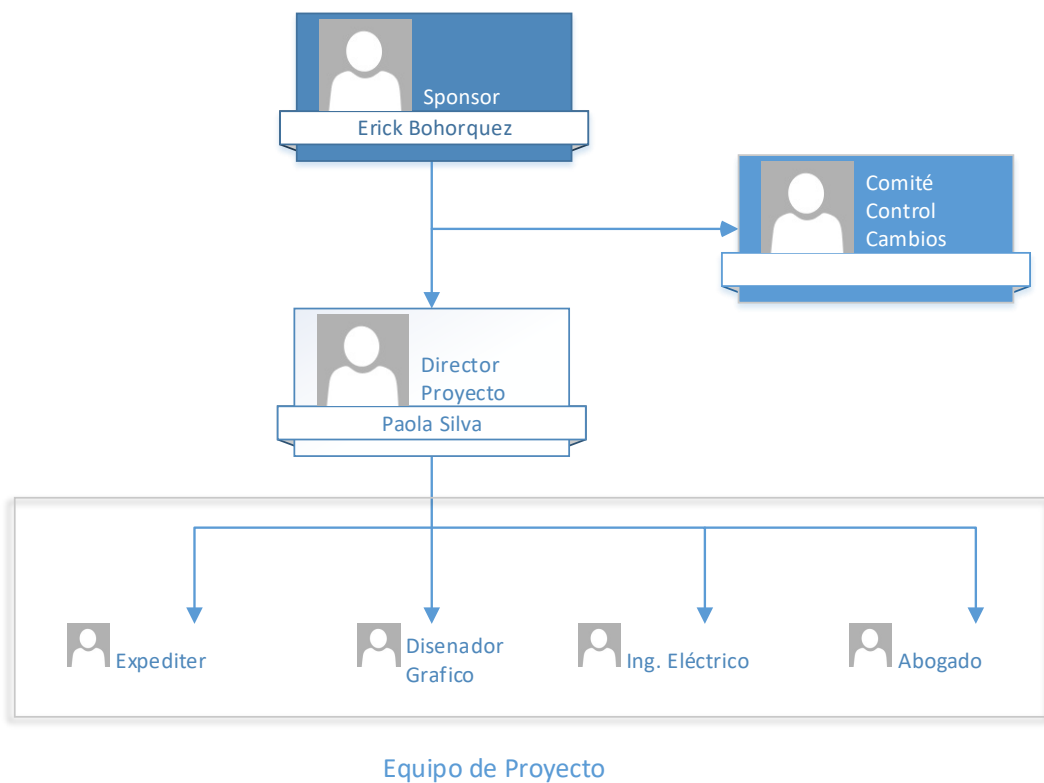 Sponsor
Erick Bohorquez
Comité
Control
Cambios
Director
Proyecto
Paola Silva
Expediter
Disenador
Grafico
Ing. Eléctrico
Abogado
Equipo de Proyecto